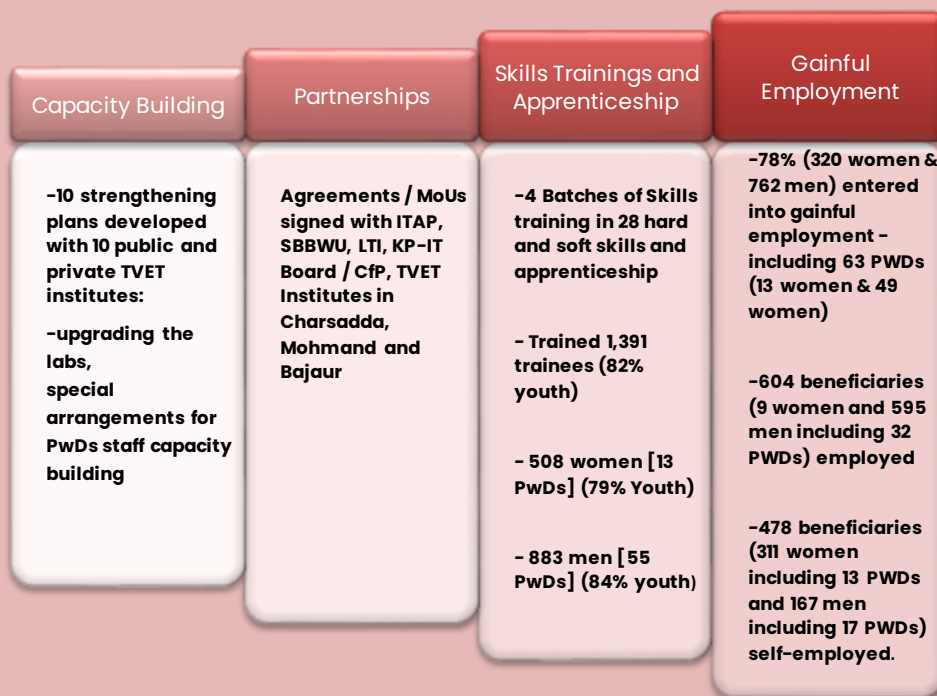 Capacity Building
-10 strengthening
plans developed
with 10 public and
private TVET
institutes:
-upgrading the
labs,
special
arrangements for
PwDs staff capacity
building
Partnerships
Agreements / MoUs
signed with ITAP,
SBBWU, LTI, KP-IT
Board / CfP, TVET
Institutes in
Charsadda,
Mohmand and
Bajaur
Skills Trainings and
Apprenticeship
-4 Batches of Skills
training in 28 hard
and soft skills and
apprenticeship
- Trained 1,391
trainees (82%
youth)
- 508 women [13
PwDs] (79% Youth)
- 883 men [55
PwDs] (84% youth)
Gainful
Employment
-78% (320 women &
762 men) entered
into gainful
employment -
including 63 PWDs
(13 women & 49
women)
-604 beneficiaries
(9 women and 595
men including 32
PWDs) employed
-478 beneficiaries
(311 women
including 13 PWDs
and 167 men
including 17 PWDs)
self-employed.